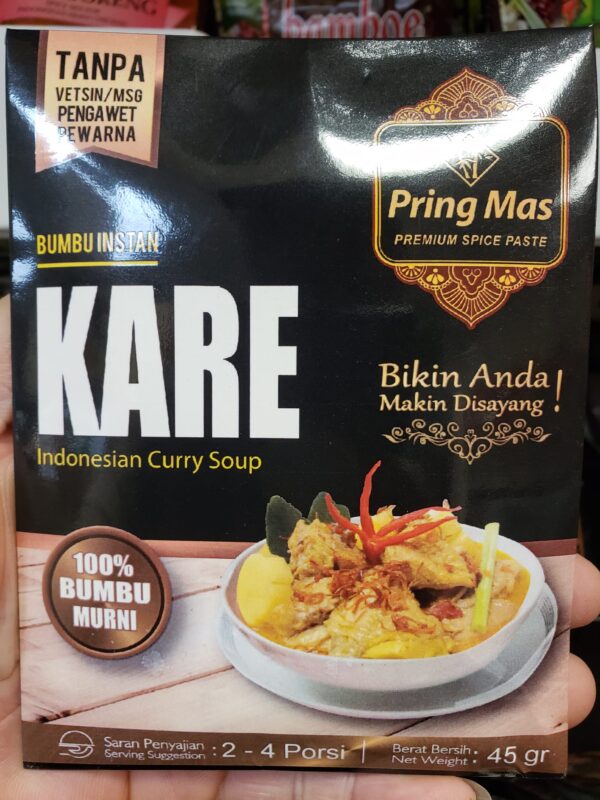 bamboe
TANPA
VETSIN/MSG
PENGAWET
PEWARNA
Pring Mas
PREMIUM SPICE PASTE
BUMBU INSTAN
KARE
Indonesian Curry Soup
Bikin Anda
Makin Disayang !
100%
BUMBU
MURNI
Saran Penyajian
Serving Suggestion : 2 - 4 Porsi
Berat Bersih
Net Weight : 45 gr